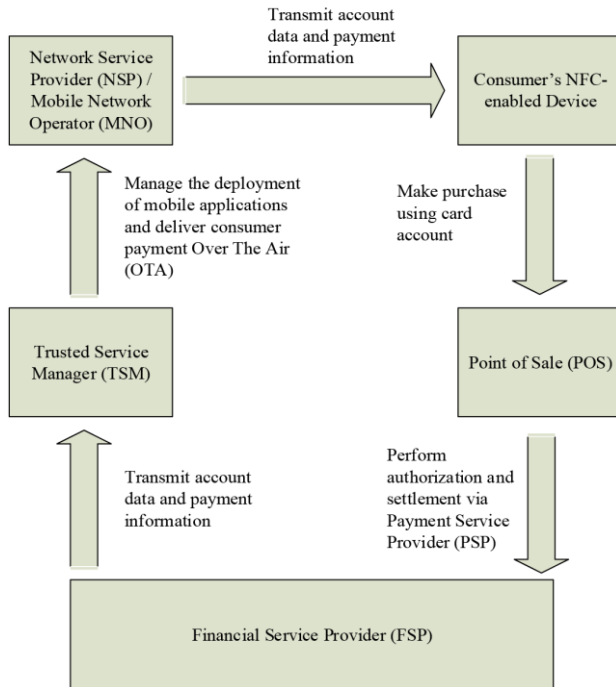 Transmit account
data and payment
information
Network Service
Provider (NSP) /
Mobile Network
Operator (MNO)
Consumer's NFC-
enabled Device
Manage the deployment
of mobile applications
and deliver consumer
payment Over The Air
(OTA)
Make purchase
using card
account
Trusted Service
Manager (TSM)
Point of Sale (POS)
Transmit account
data and payment
information
Perform
authorization and
settlement via
Payment Service
Provider (PSP)
Financial Service Provider (FSP)